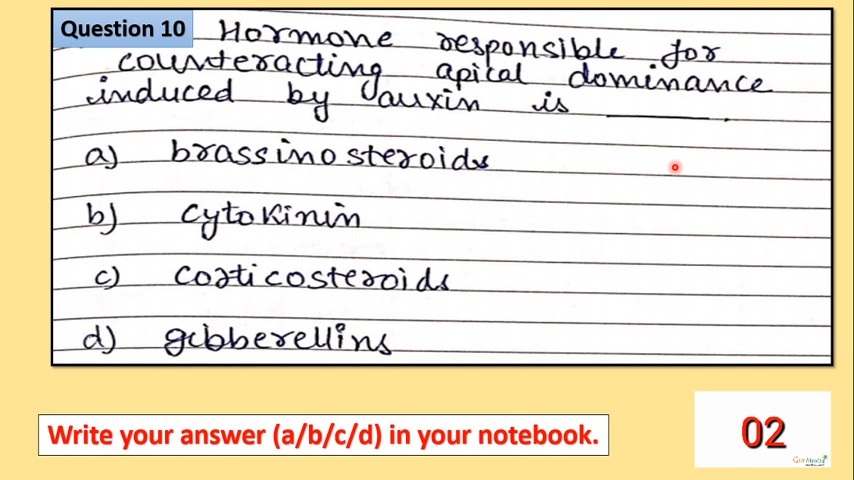 Question 10
Hormone responsible for
counteracting apical dominance
induced by auxin is ______.
a) brassinosteroids
b) cytokinin
c) corticosteroids
d) gibberellins
Write your answer (a/b/c/d) in your notebook.
02